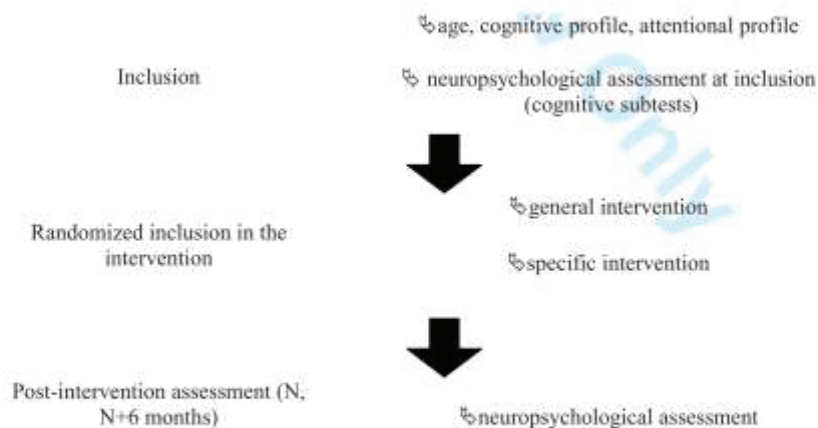 age, cognitive profile, attentional profile
Inclusion
neuropsychological assessment at inclusion
(cognitive subtests)
general intervention
Randomized inclusion in the
intervention
specific intervention
Post-intervention assessment (N,
N+6 months)
neuropsychological assessment
Only